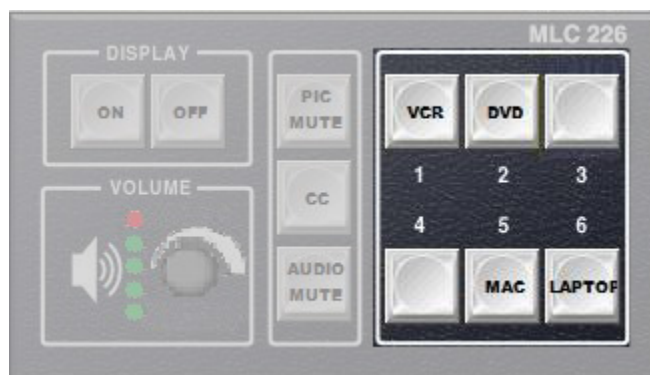 MLC 226
DISPLAY
ON OFF
VOLUME
PIC
MUTE
CC
AUDIO
MUTE
VCR DVD
1 2 3
4 5 6
MAC LAPTOP